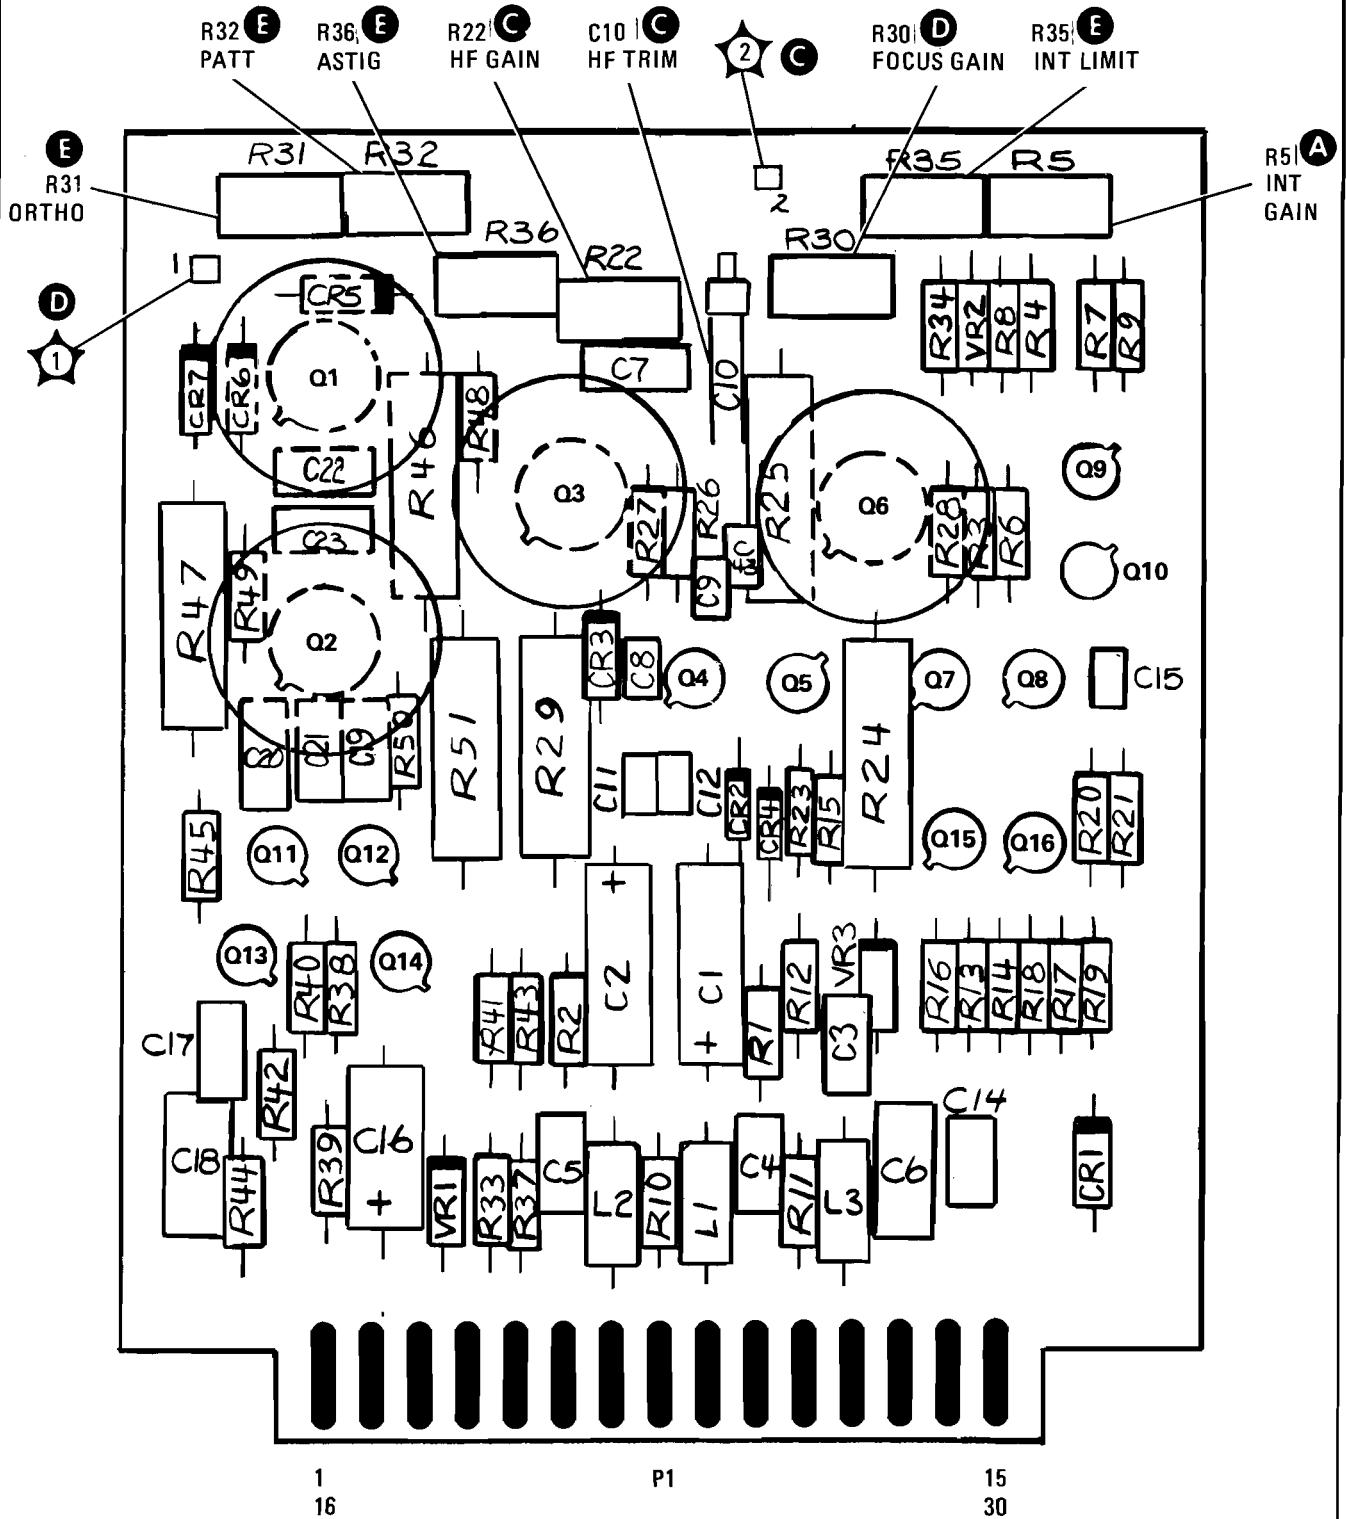 R32 E
PATT
R36 E
ASTIG
R22 C
HF GAIN
C10 C
HF TRIM
2 C
R30 D
FOCUS GAIN
R35 E
INT LIMIT
E
R31
ORTHO
R5 A
INT
GAIN
D
1
R31 R32
R36
R22
2
R30
R35 R5
1
CR5
Q1
CR7
CR6
C22
C23
R46
R48
C7
C10
R34
VR2
R8
R4
R7
R9
Q3
R27
R26
R25
Q6
R28
R3
R6
Q9
Q10
C9
R47
R49
Q2
CR3
C8
Q4
Q5
Q7
Q8
C15
C20
C21
C19
R50
R51
R29
C11
C12
CR2
CR4
R23
R15
R24
R20
R21
R45
Q11
Q12
Q15
Q16
Q13
R40
R38
Q14
R41
R43
R2
C2
+
C1
+
R1
R12
VR3
C3
R16
R13
R14
R18
R17
R19
C17
R42
C18
R44
R39
C16
+
VR1
R33
R37
C5
L2
R10
L1
C4
R11
L3
C6
C14
CR1
1 P1 15
16 30